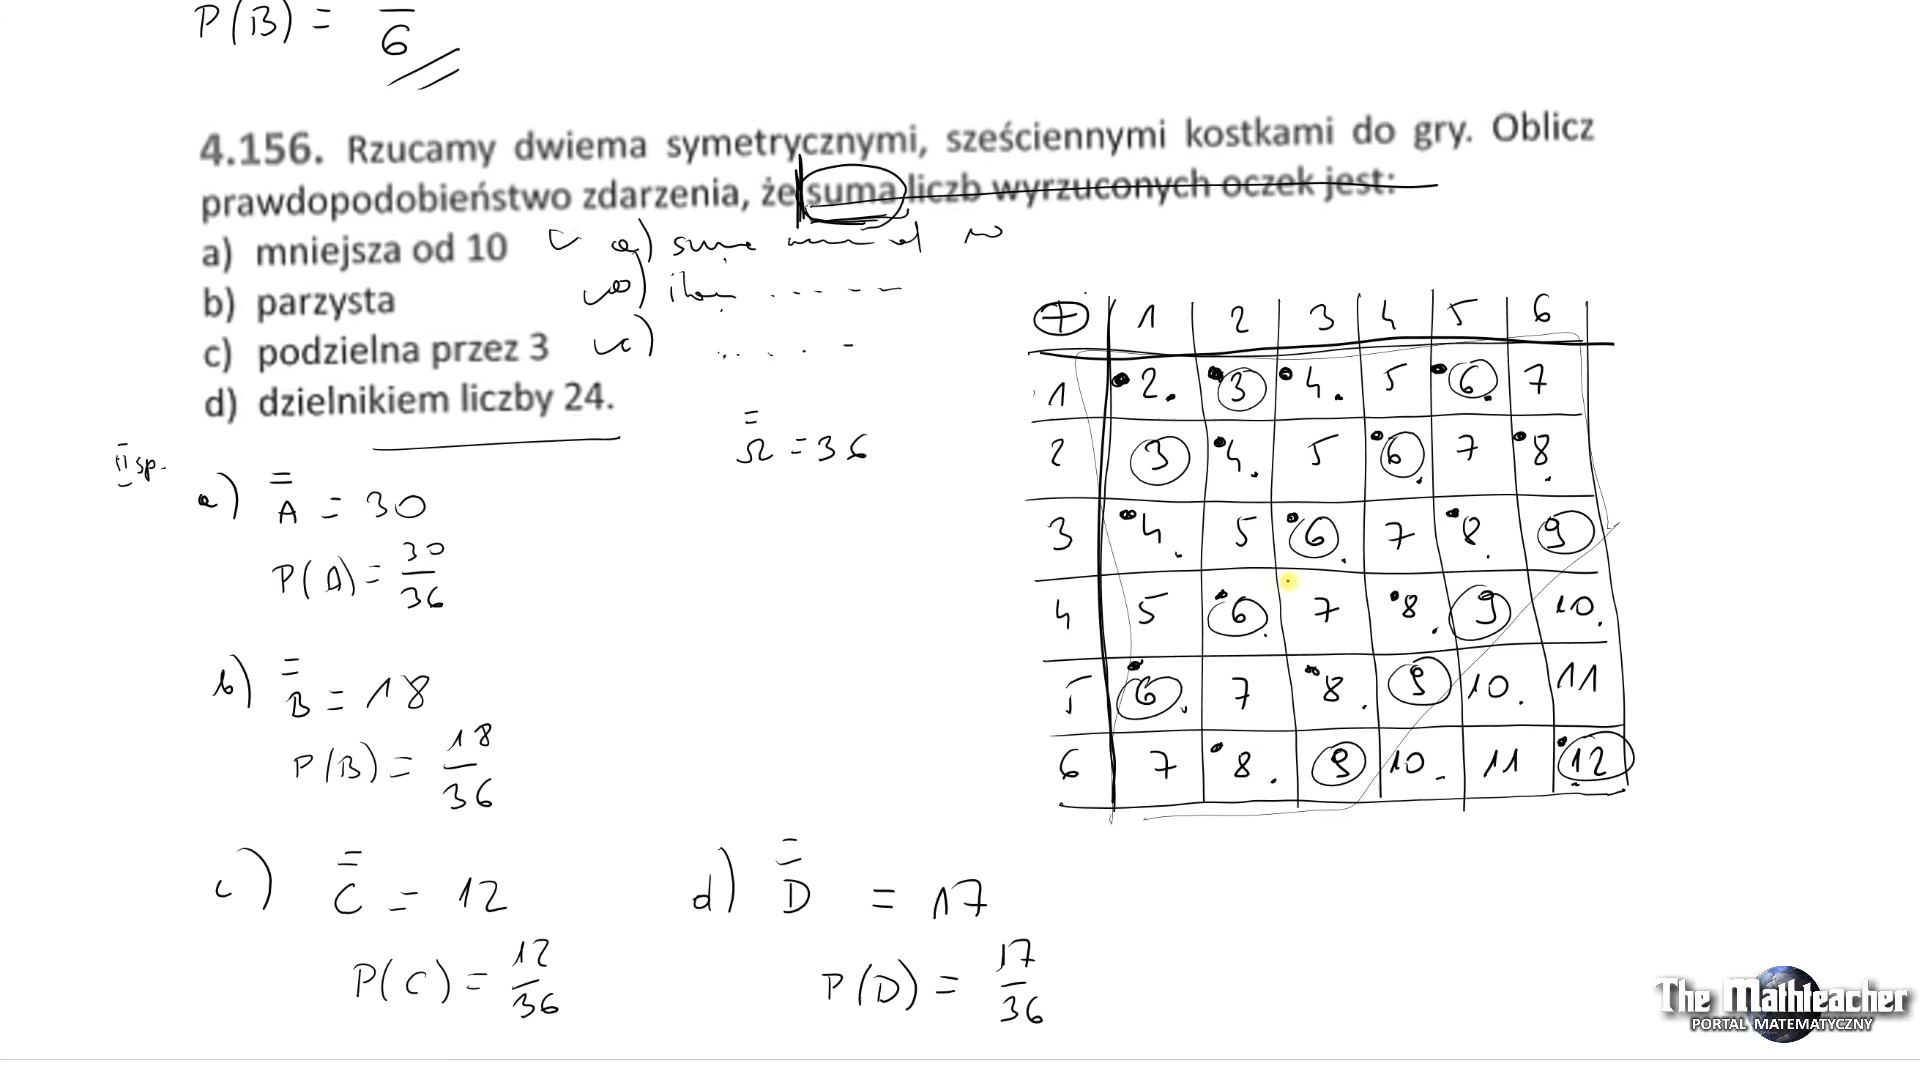 P(B) = 6
4.156. Rzucamy dwiema symetrycznymi, sześciennymi kostkami do gry. Oblicz
prawdopodobieństwo zdarzenia, że suma liczb wyrzuconych oczek jest:
a) mniejsza od 10
a)
b) parzysta
c) podzielna przez 3
c)
d) dzielnikiem liczby 24.
II sp.
Ω = 36
a) A = 30
P(A) = 30/36
b) B = 18
P(B) = 18/36
c) C = 12
P(C) = 12/36
d) D = 17
P(D) = 17/36
+ 1 2 3 4 5 6
1 2 3 4 5 6 7
2 3 4 5 6 7 8
3 4 5 6 7 8 9
4 5 6 7 8 9 10
5 6 7 8 9 10 11
6 7 8 9 10 11 12
The Mathteacher
PORTAL MATEMATYCZNY